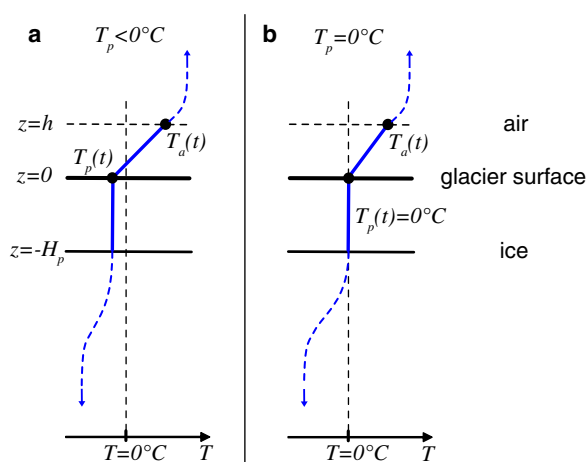 a
T_p<0°C
b
T_p=0°C
z=h
T_a(t)
T_a(t)
air
T_p(t)
z=0
glacier surface
T_p(t)=0°C
z=-H_p
ice
T=0°C
T
T=0°C
T